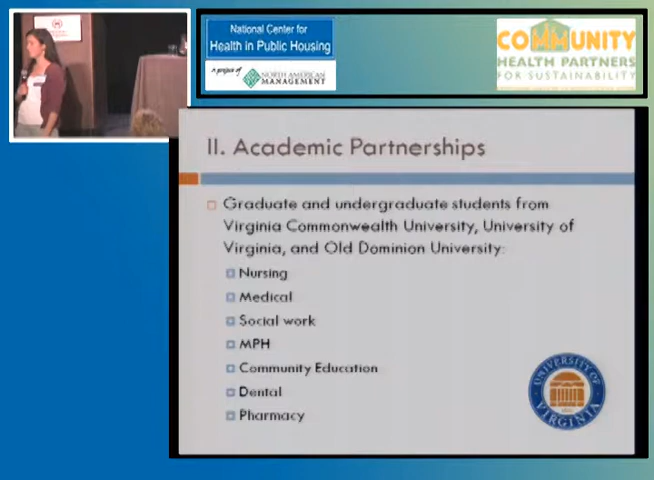 National Center for
Health in Public Housing
a project of
NORTH AMERICAN
MANAGEMENT
COMMUNITY
HEALTH PARTNERS
FOR SUSTAINABILITY
II. Academic Partnerships
Graduate and undergraduate students from
Virginia Commonwealth University, University of
Virginia, and Old Dominion University:
Nursing
Medical
Social work
MPH
Community Education
Dental
Pharmacy
UNIVERSITY OF
VIRGINIA